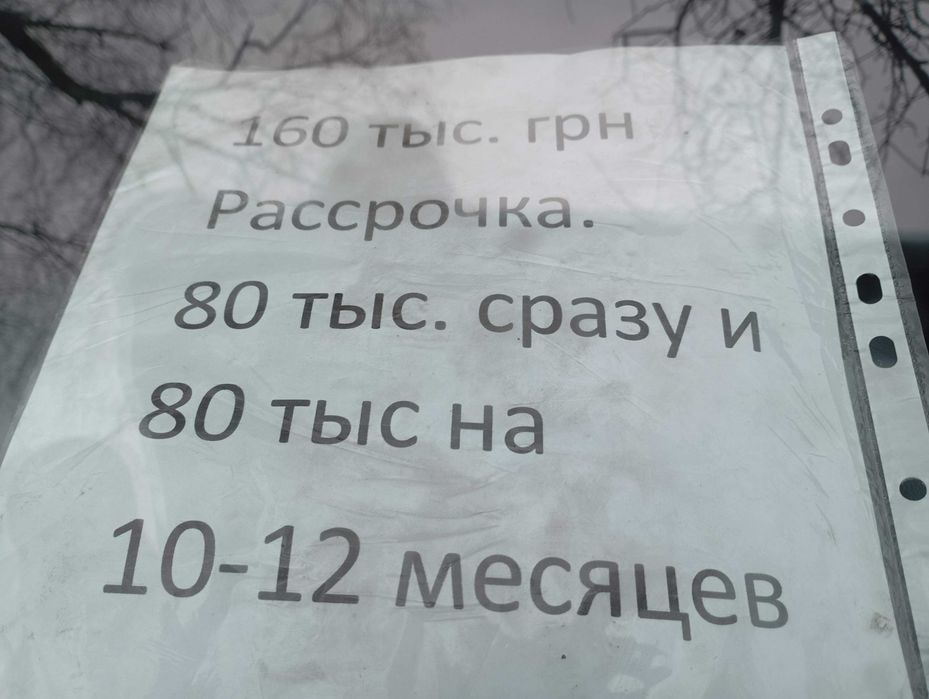 160 тыс. грн
Рассрочка.
80 тыс. сразу и
80 тыс на
10-12 месяцев